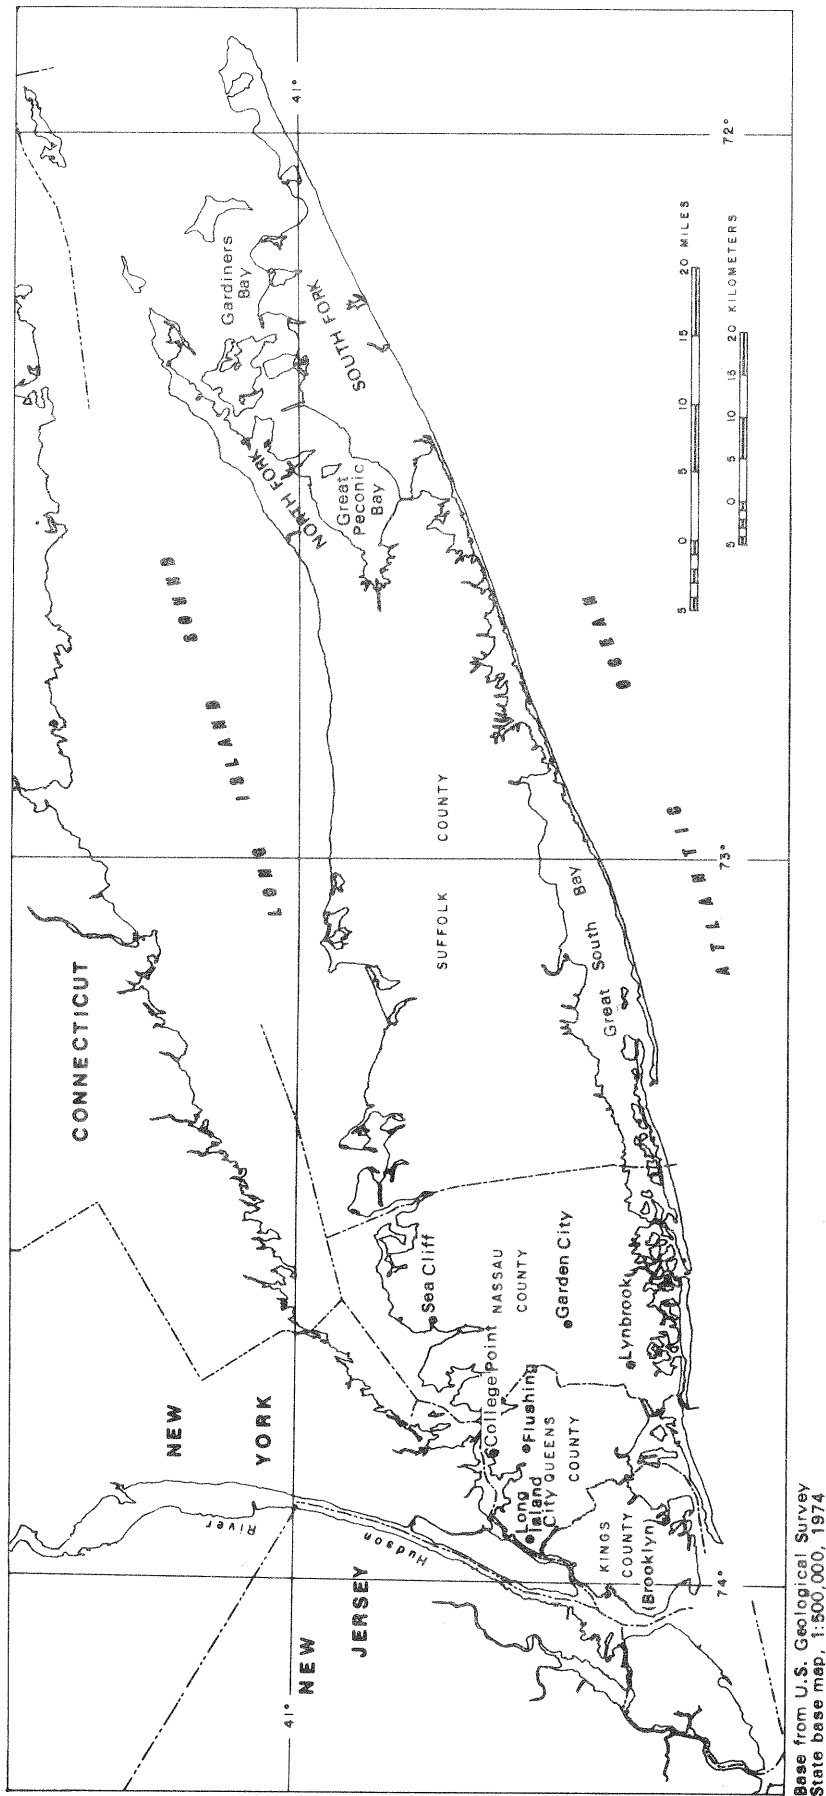 CONNECTICUT
NEW
YORK
NEW
JERSEY
Hudson
River
LONG ISLAND SOUND
ATLANTIC OCEAN
41°
41°
72°
73°
74°
Gardiners
Bay
NORTH FORK
SOUTH FORK
Great
Peconic
Bay
SUFFOLK COUNTY
Great South Bay
NASSAU
COUNTY
Sea Cliff
Garden City
Lynbrook
College Point
Flushing
Long
Island
City
QUEENS
COUNTY
KINGS
COUNTY
(Brooklyn)
5 0 5 10 15 20 MILES
5 0 5 10 15 20 KILOMETERS
Base from U.S. Geological Survey
State base map, 1:500,000, 1974